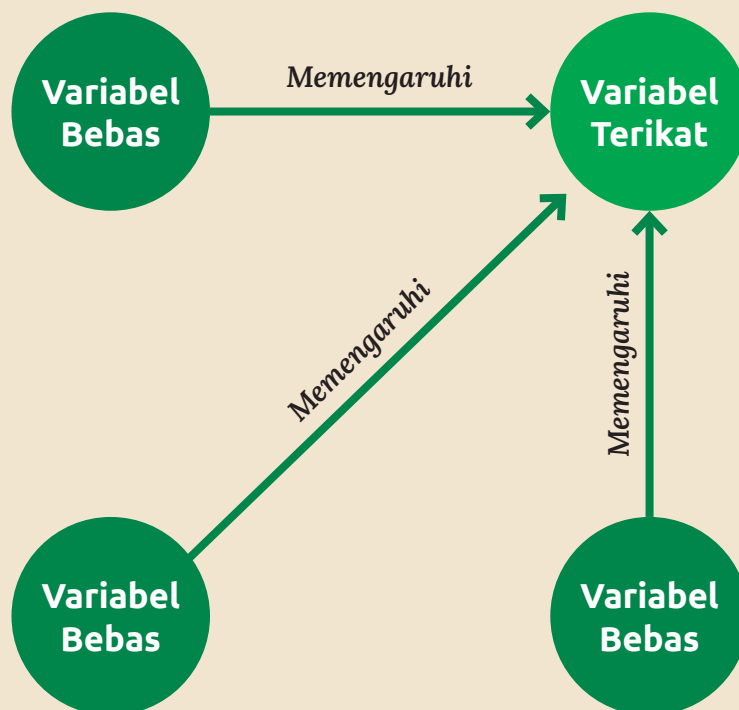 Variabel
Bebas
Memengaruhi
Variabel
Terikat
Memengaruhi
Memengaruhi
Variabel
Bebas
Variabel
Bebas